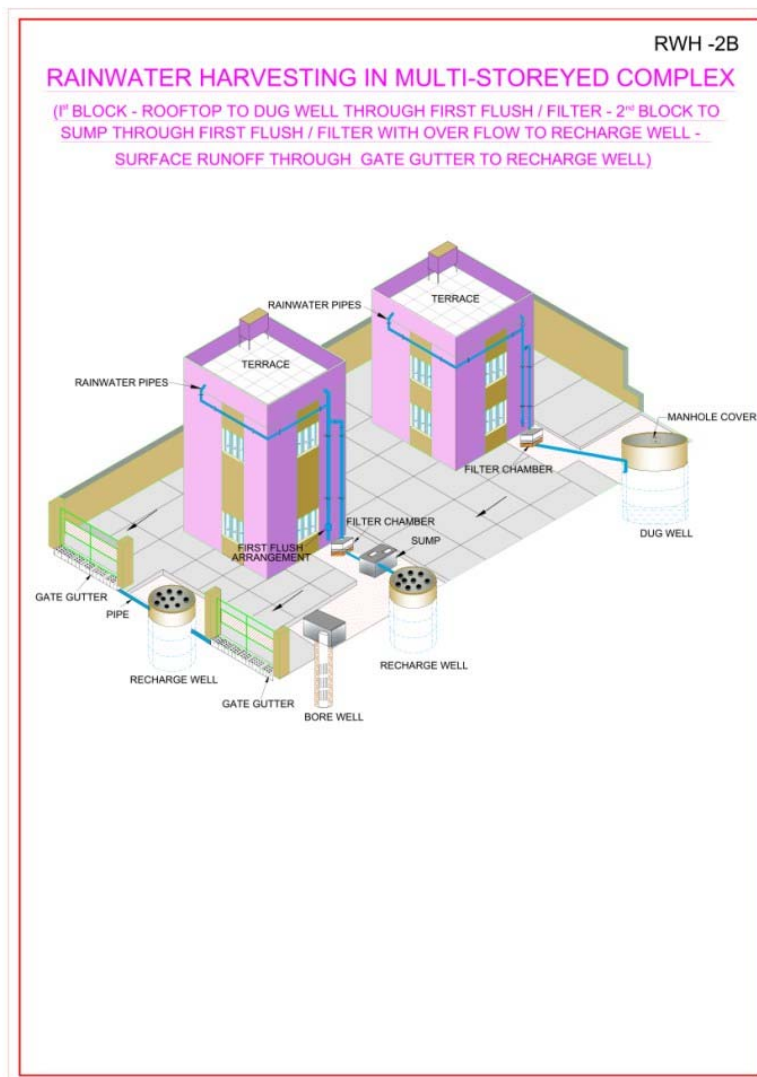 RWH -2B
RAINWATER HARVESTING IN MULTI-STOREYED COMPLEX
(Ist BLOCK - ROOFTOP TO DUG WELL THROUGH FIRST FLUSH / FILTER - 2nd BLOCK TO
SUMP THROUGH FIRST FLUSH / FILTER WITH OVER FLOW TO RECHARGE WELL -
SURFACE RUNOFF THROUGH GATE GUTTER TO RECHARGE WELL)
TERRACE
RAINWATER PIPES
TERRACE
RAINWATER PIPES
MANHOLE COVER
FILTER CHAMBER
DUG WELL
FILTER CHAMBER
SUMP
FIRST FLUSH
ARRANGEMENT
GATE GUTTER
PIPE
RECHARGE WELL
RECHARGE WELL
GATE GUTTER
BORE WELL